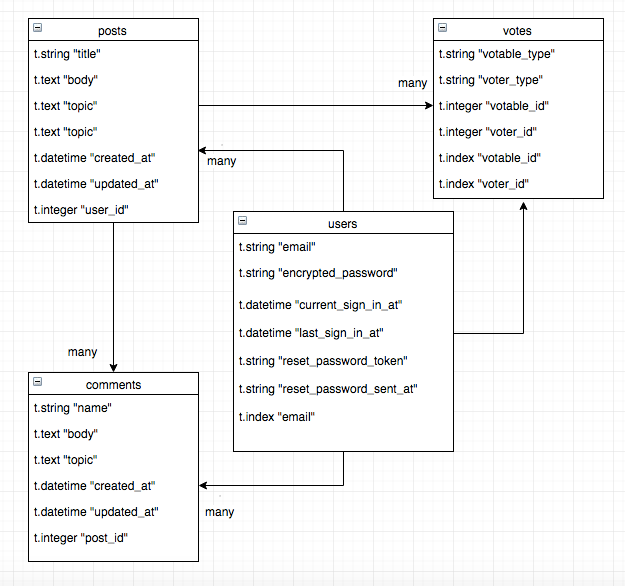 posts
t.string "title"
t.text "body"
t.text "topic"
t.text "topic"
t.datetime "created_at"
t.datetime "updated_at"
t.integer "user_id"
votes
t.string "votable_type"
t.string "voter_type"
t.integer "votable_id"
t.integer "voter_id"
t.index "votable_id"
t.index "voter_id"
many
many
users
t.string "email"
t.string "encrypted_password"
t.datetime "current_sign_in_at"
t.datetime "last_sign_in_at"
t.string "reset_password_token"
t.string "reset_password_sent_at"
t.index "email"
many
comments
t.string "name"
t.text "body"
t.text "topic"
t.datetime "created_at"
t.datetime "updated_at"
t.integer "post_id"
many